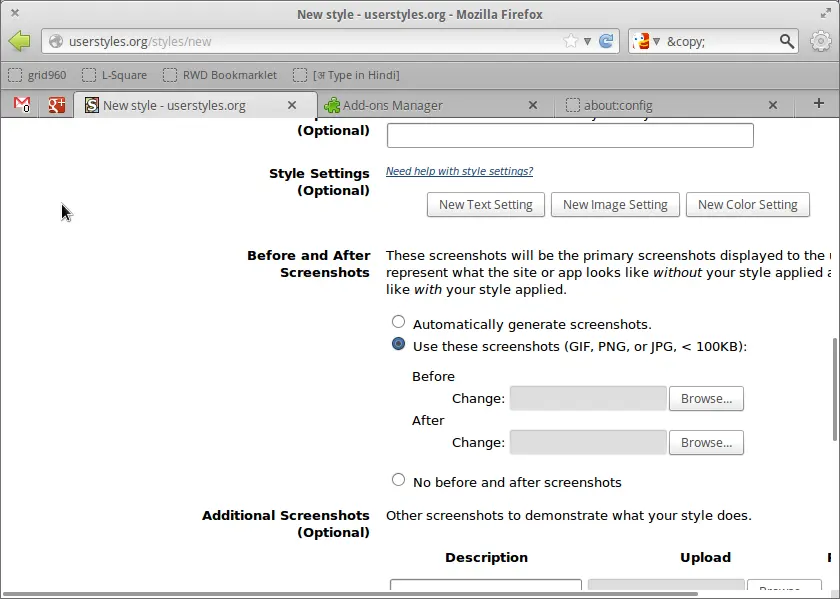 New style - userstyles.org - Mozilla Firefox
userstyles.org/styles/new
&copy;
grid960
L-Square
RWD Bookmarklet
[अ Type in Hindi]
0
g+
S
New style - userstyles.org
Add-ons Manager
about:config
(Optional)
Style Settings
(Optional)
Need help with style settings?
New Text Setting
New Image Setting
New Color Setting
Before and After
Screenshots
These screenshots will be the primary screenshots displayed to the
represent what the site or app looks like without your style applied
like with your style applied.
Automatically generate screenshots.
Use these screenshots (GIF, PNG, or JPG, < 100KB):
Before
Change:
Browse...
After
Change:
Browse...
No before and after screenshots
Additional Screenshots
(Optional)
Other screenshots to demonstrate what your style does.
Description
Upload
Browse...